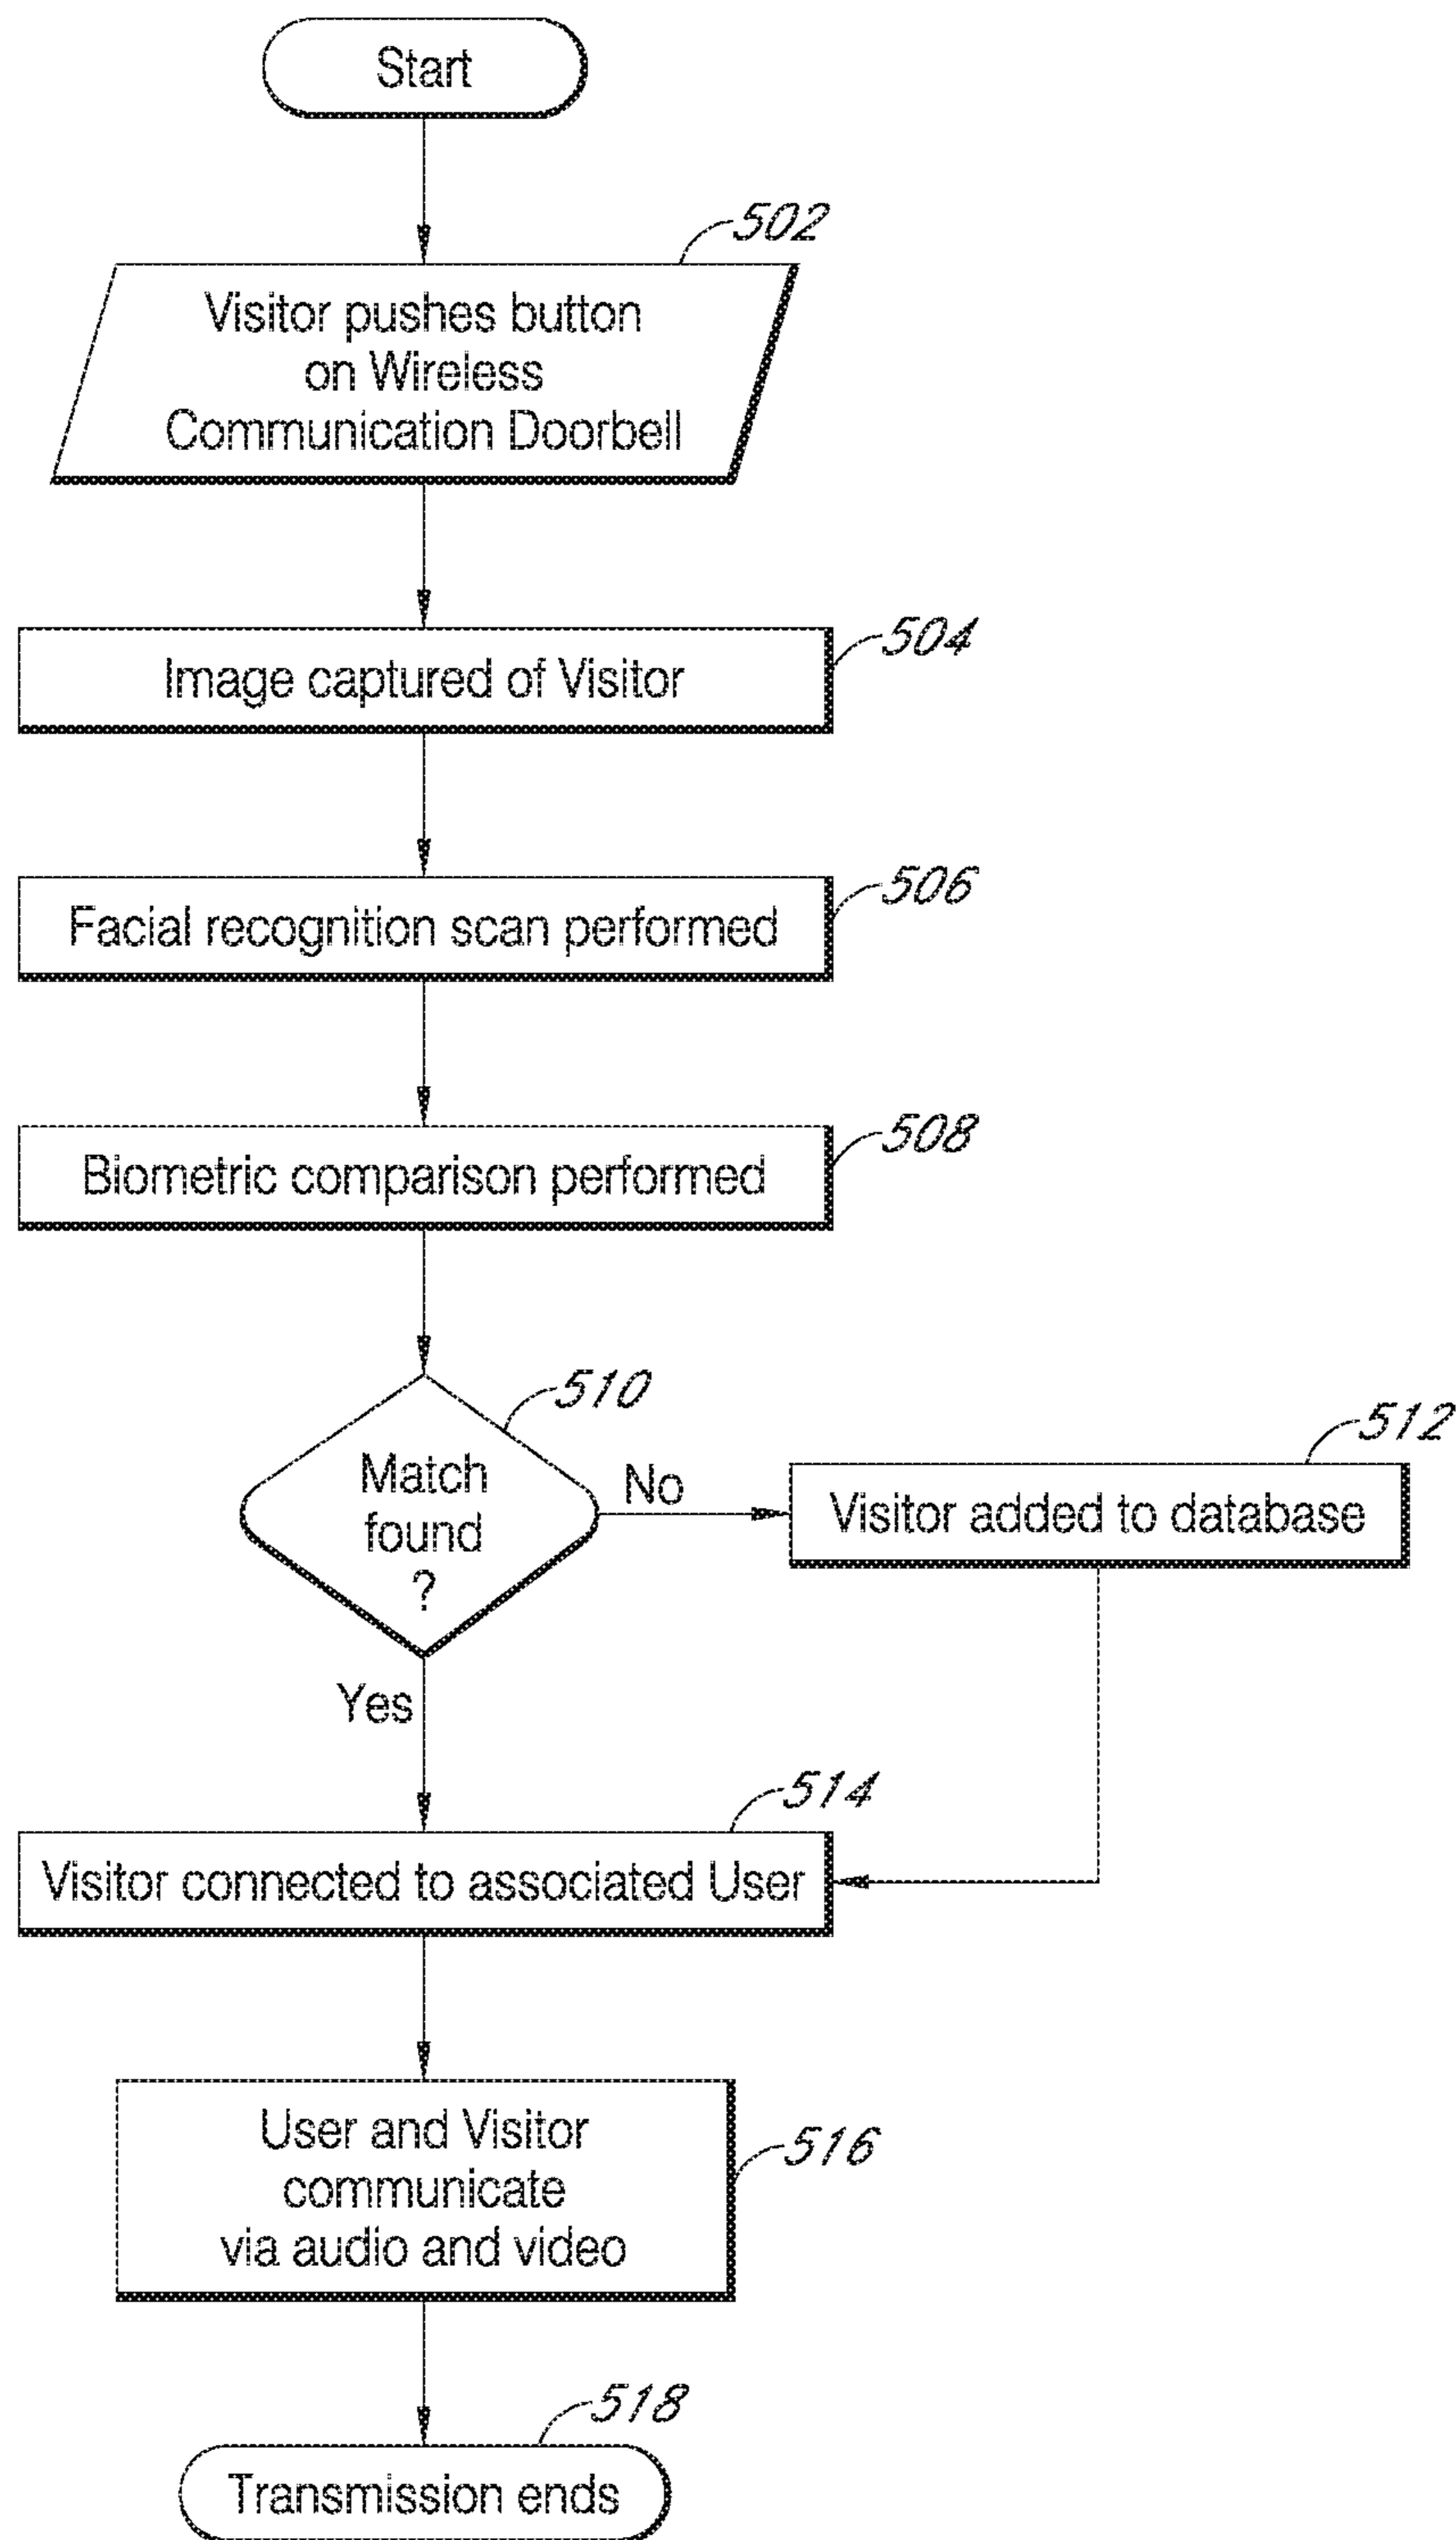 Start
502
Visitor pushes button
on Wireless
Communication Doorbell
504
Image captured of Visitor
506
Facial recognition scan performed
508
Biometric comparison performed
510
Match
found
?
No
512
Visitor added to database
Yes
514
Visitor connected to associated User
User and Visitor
communicate
via audio and video
516
518
Transmission ends